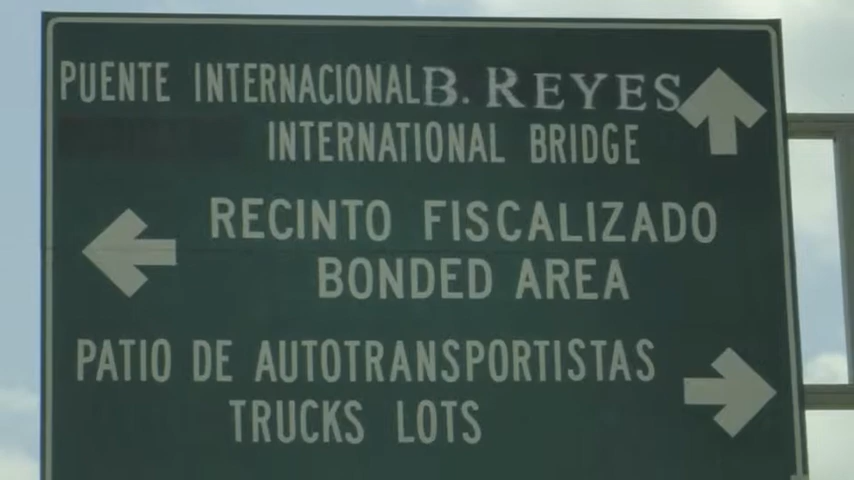 PUENTE INTERNACIONAL B. REYES
INTERNATIONAL BRIDGE
RECINTO FISCALIZADO
BONDED AREA
PATIO DE AUTOTRANSPORTISTAS
TRUCKS LOTS